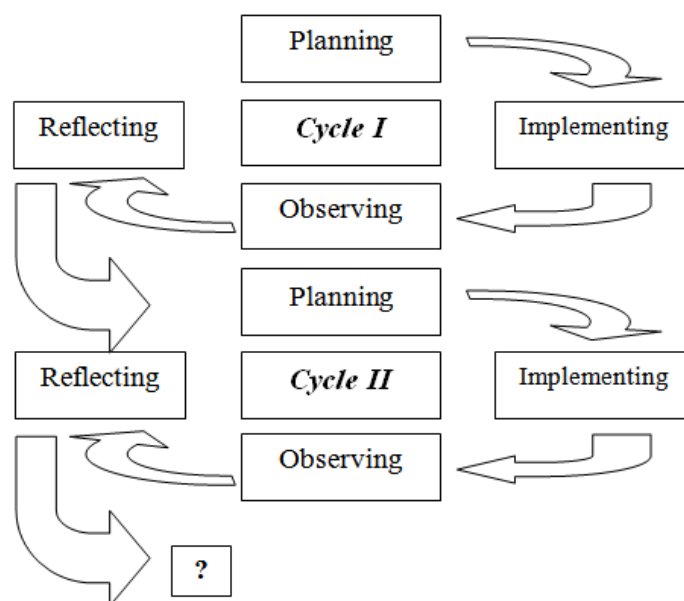 Planning
Reflecting
Cycle I
Implementing
Observing
Planning
Reflecting
Cycle II
Implementing
Observing
?